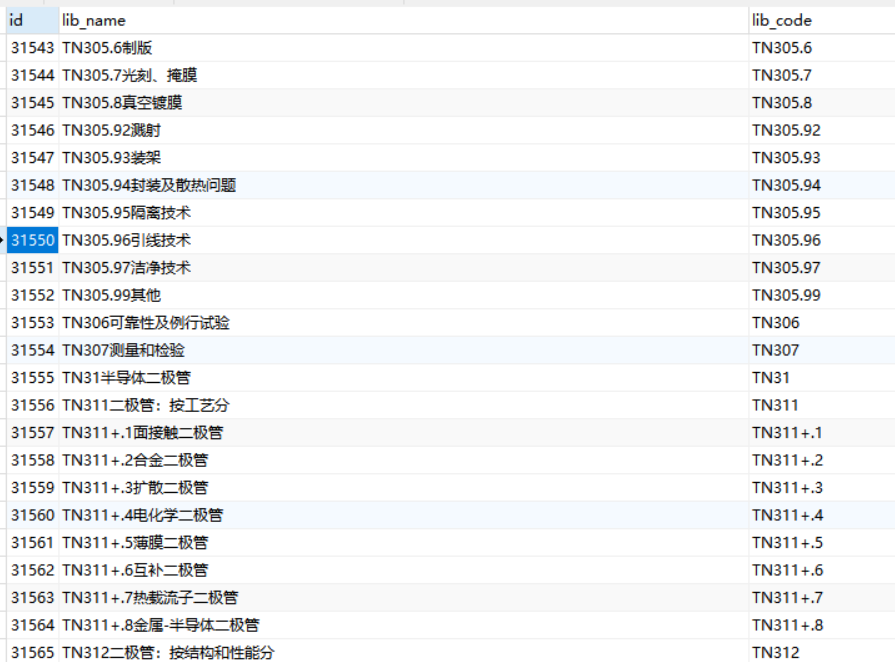 id lib_name lib_code
31543 TN305.6制版 TN305.6
31544 TN305.7光刻、掩膜 TN305.7
31545 TN305.8真空镀膜 TN305.8
31546 TN305.92溅射 TN305.92
31547 TN305.93装架 TN305.93
31548 TN305.94封装及散热问题 TN305.94
31549 TN305.95隔离技术 TN305.95
31550 TN305.96引线技术 TN305.96
31551 TN305.97洁净技术 TN305.97
31552 TN305.99其他 TN305.99
31553 TN306可靠性及例行试验 TN306
31554 TN307测量和检验 TN307
31555 TN31半导体二极管 TN31
31556 TN311二极管：按工艺分 TN311
31557 TN311+.1面接触二极管 TN311+.1
31558 TN311+.2合金二极管 TN311+.2
31559 TN311+.3扩散二极管 TN311+.3
31560 TN311+.4电化学二极管 TN311+.4
31561 TN311+.5薄膜二极管 TN311+.5
31562 TN311+.6互补二极管 TN311+.6
31563 TN311+.7热载流子二极管 TN311+.7
31564 TN311+.8金属-半导体二极管 TN311+.8
31565 TN312二极管：按结构和性能分 TN312